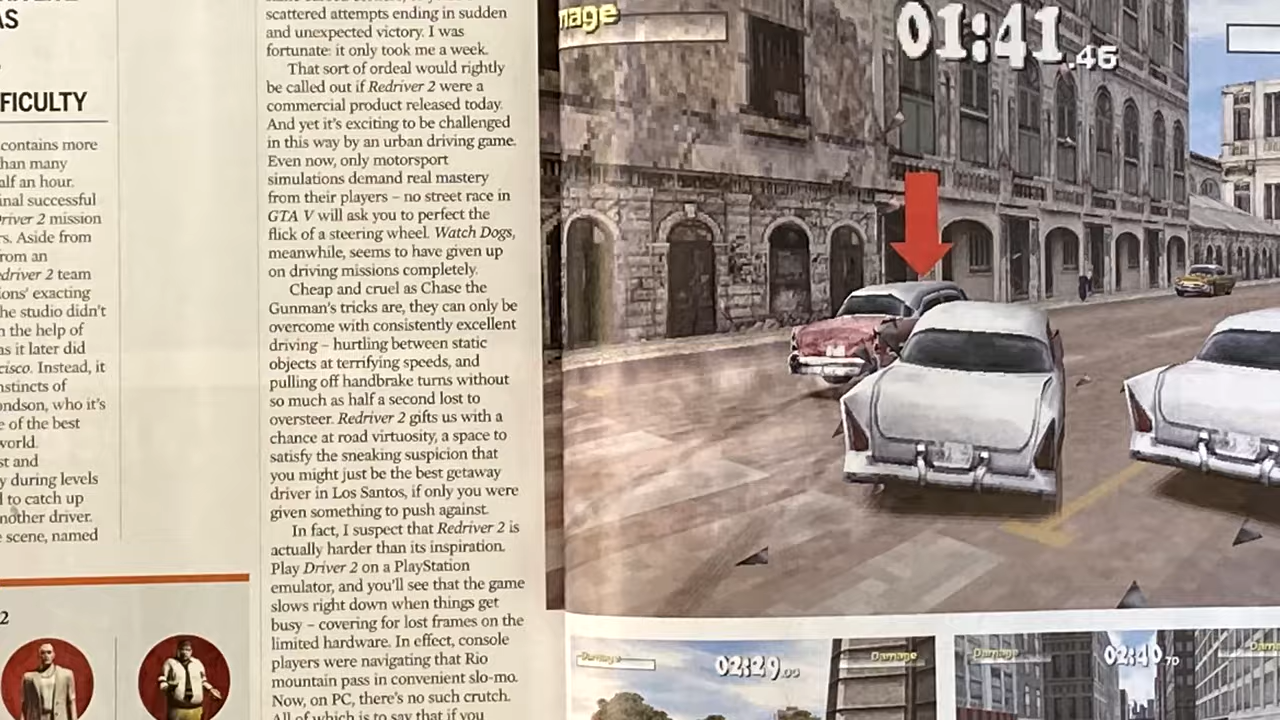 AS
FICULTY
contains more
than many
alf an hour.
inal successful
river 2 mission
rs. Aside from
rom an
edriver 2 team
ions' exacting
he studio didn't
n the help of
as it later did
cisco. Instead, it
nstincts of
ondson, who it's
e of the best
world.
st and
y during levels
l to catch up
nother driver.
e scene, named
2
scattered attempts ending in sudden
and unexpected victory. I was
fortunate: it only took me a week.
That sort of ordeal would rightly
be called out if Redriver 2 were a
commercial product released today.
And yet it's exciting to be challenged
in this way by an urban driving game.
Even now, only motorsport
simulations demand real mastery
from their players – no street race in
GTA V will ask you to perfect the
flick of a steering wheel. Watch Dogs,
meanwhile, seems to have given up
on driving missions completely.
Cheap and cruel as Chase the
Gunman's tricks are, they can only be
overcome with consistently excellent
driving – hurtling between static
objects at terrifying speeds, and
pulling off handbrake turns without
so much as half a second lost to
oversteer. Redriver 2 gifts us with a
chance at road virtuosity, a space to
satisfy the sneaking suspicion that
you might just be the best getaway
driver in Los Santos, if only you were
given something to push against.
In fact, I suspect that Redriver 2 is
actually harder than its inspiration.
Play Driver 2 on a PlayStation
emulator, and you'll see that the game
slows right down when things get
busy – covering for lost frames on the
limited hardware. In effect, console
players were navigating that Rio
mountain pass in convenient slo-mo.
Now, on PC, there's no such crutch.
All of which is to say that if you
mage
01:41.46
Damage
02:29.00
Damage
Damage
02:40.70
Dama